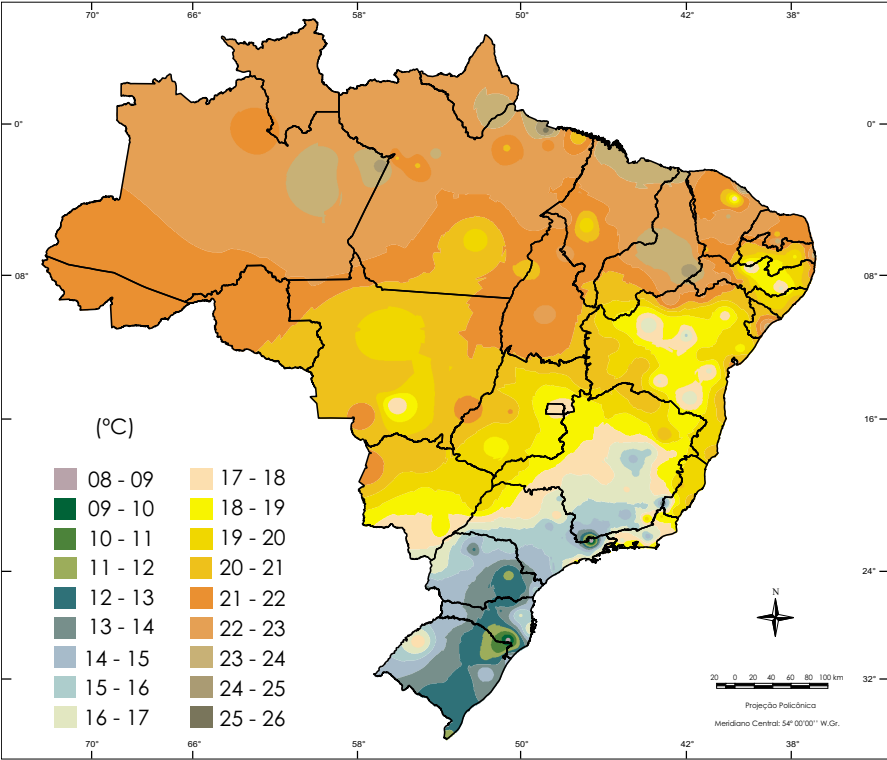 70° 66° 58° 50° 42° 38°
0° 0°
08° 08°
16° 16°
(°C)
08 - 09 17 - 18
09 - 10 18 - 19
10 - 11 19 - 20
11 - 12 20 - 21
12 - 13 21 - 22
13 - 14 22 - 23
14 - 15 23 - 24
15 - 16 24 - 25
16 - 17 25 - 26
24° 24°
N
32° 32°
20 0 20 40 60 80 100 km
Projeção Policônica
Meridiano Central: 54° 00'00'' W.Gr.
70° 66° 58° 50° 42° 38°